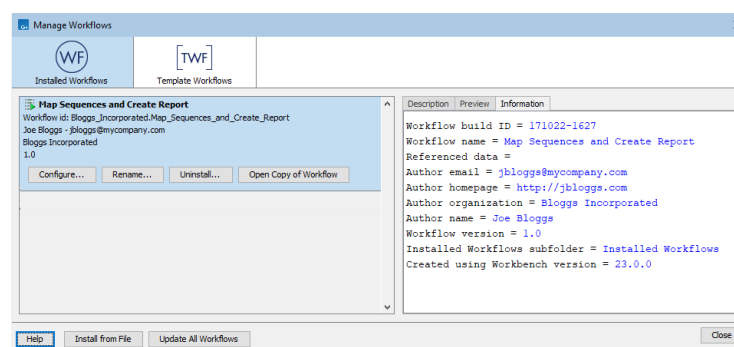 Manage Workflows
WF
TWF
Installed Workflows
Template Workflows
Map Sequences and Create Report
Workflow id: Bloggs_Incorporated.Map_Sequences_and_Create_Report
Joe Bloggs - jbloggs@mycompany.com
Bloggs Incorporated
1.0
Configure...
Rename...
Uninstall...
Open Copy of Workflow
Description
Preview
Information
Workflow build ID = 171022-1627
Workflow name = Map Sequences and Create Report
Referenced data =
Author email = jbloggs@mycompany.com
Author homepage = http://jbloggs.com
Author organization = Bloggs Incorporated
Author name = Joe Bloggs
Workflow version = 1.0
Installed Workflows subfolder = Installed Workflows
Created using Workbench version = 23.0.0
Help
Install from File
Update All Workflows
Close